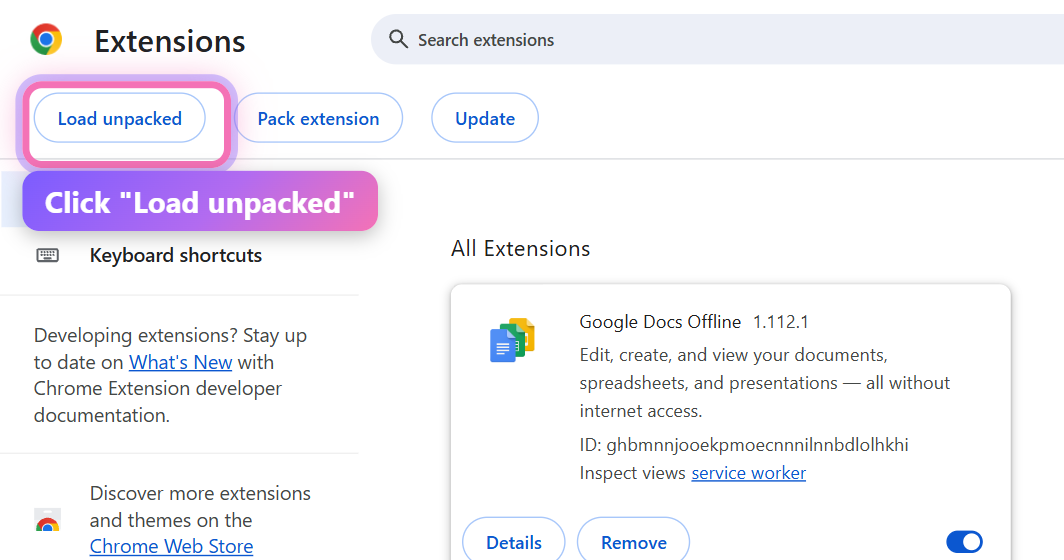 Extensions
Search extensions
Load unpacked
Pack extension
Update
Click "Load unpacked"
Keyboard shortcuts
Developing extensions? Stay up
to date on What's New with
Chrome Extension developer
documentation.
Discover more extensions
and themes on the
Chrome Web Store
All Extensions
Google Docs Offline 1.112.1
Edit, create, and view your documents,
spreadsheets, and presentations — all without
internet access.
ID: ghbmnnjooekpmoecnnnilnnbdlolhkhi
Inspect views service worker
Details
Remove